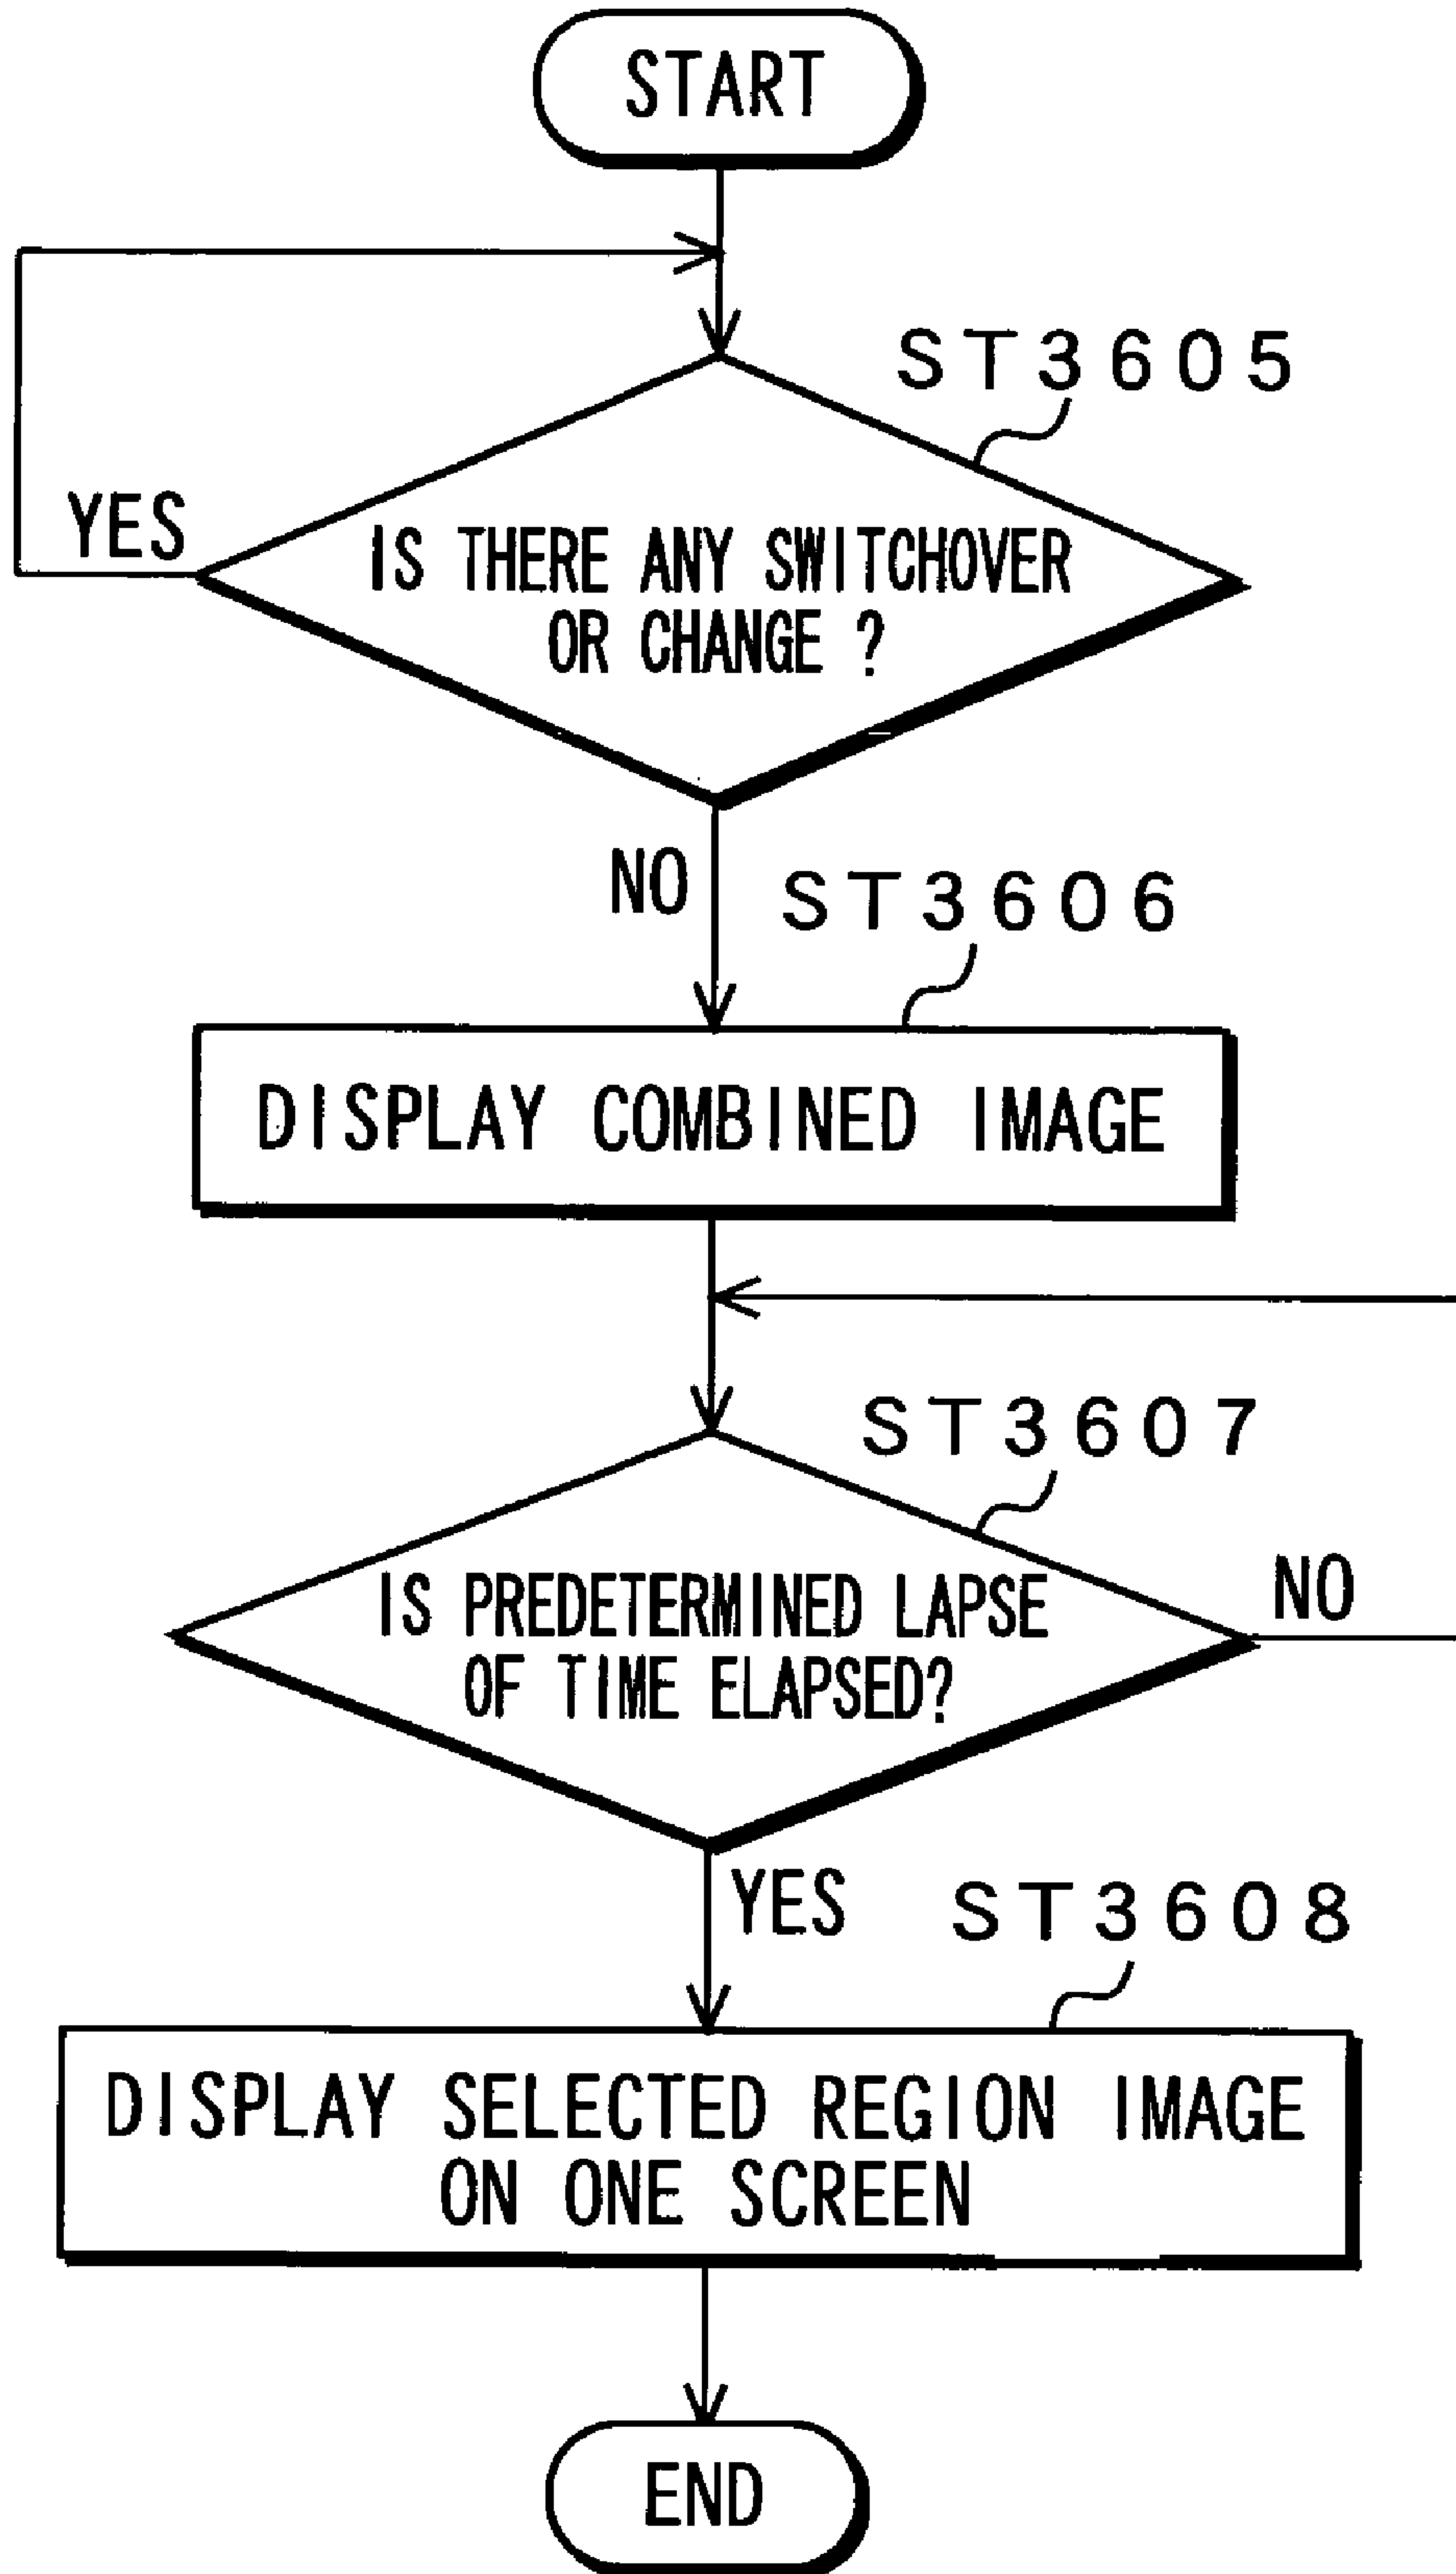 START
ST3605
YES
IS THERE ANY SWITCHOVER
OR CHANGE ?
NO
ST3606
DISPLAY COMBINED IMAGE
ST3607
IS PREDETERMINED LAPSE
OF TIME ELAPSED?
NO
YES
ST3608
DISPLAY SELECTED REGION IMAGE
ON ONE SCREEN
END